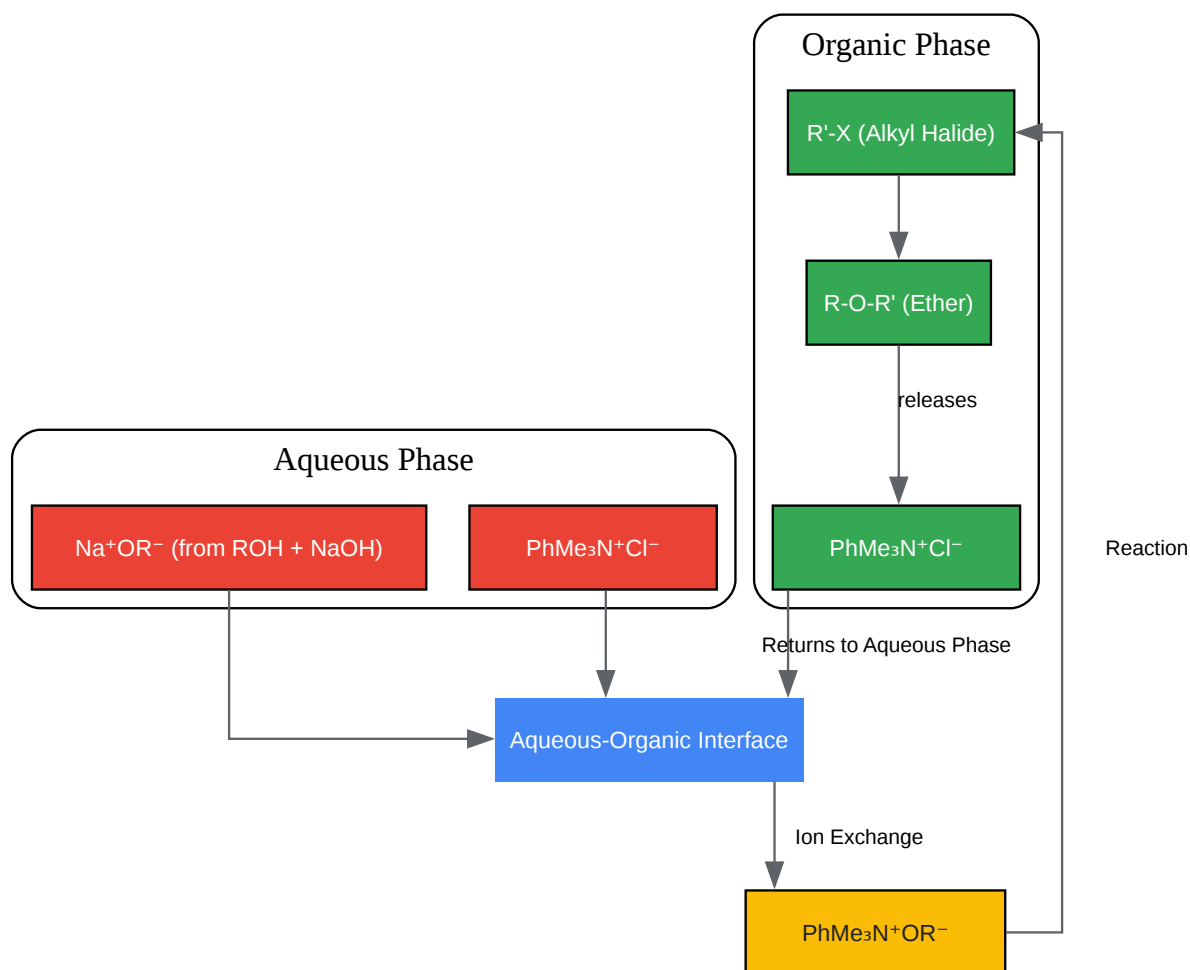 Organic Phase
R'-X (Alkyl Halide)
R-O-R' (Ether)
releases
Aqueous Phase
Na⁺OR⁻ (from ROH + NaOH)
PhMe₃N⁺Cl⁻
PhMe₃N⁺Cl⁻
Reaction
Returns to Aqueous Phase
Aqueous-Organic Interface
Ion Exchange
PhMe₃N⁺OR⁻